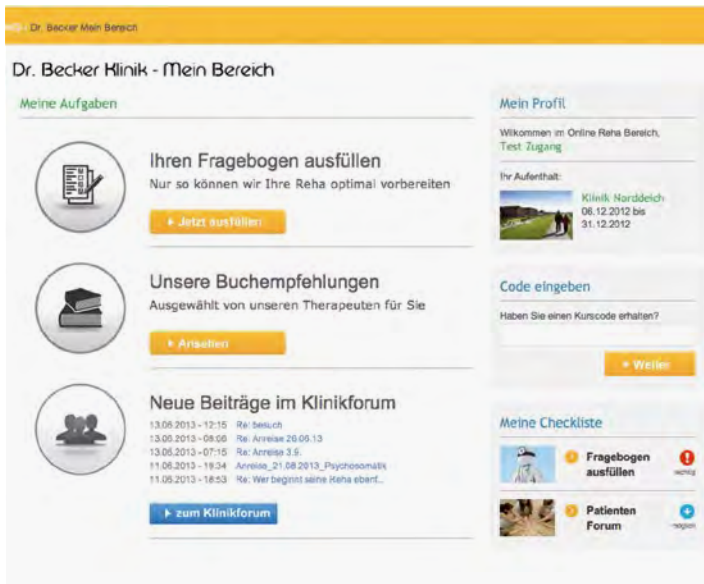 Dr. Becker Mein Bereich
Dr. Becker Klinik - Mein Bereich
Meine Aufgaben
Ihren Fragebogen ausfüllen
Nur so können wir Ihre Reha optimal vorbereiten
Jetzt ausfüllen
Unsere Buchempfehlungen
Ausgewählt von unseren Therapeuten für Sie
Ansehen
Neue Beiträge im Klinikforum
13.06.2013 - 12:15 Re: besuch
13.06.2013 - 08:06 Re: Anreise 26.06.13
13.06.2013 - 07:15 Re: Anreise 3.9.
11.06.2013 - 19:34 Anreise_21.08.2013_Psychosomatik
11.06.2013 - 18:53 Re: Wer beginnt seine Reha ebenf...
zum Klinikforum
Mein Profil
Wilkommen im Online Reha Bereich,
Test Zugang
Ihr Aufenthalt:
Klinik Norddeich
06.12.2012 bis
31.12.2012
Code eingeben
Haben Sie einen Kurscode erhalten?
Weiter
Meine Checkliste
Fragebogen
ausfüllen
wichtig
Patienten
Forum
möglich